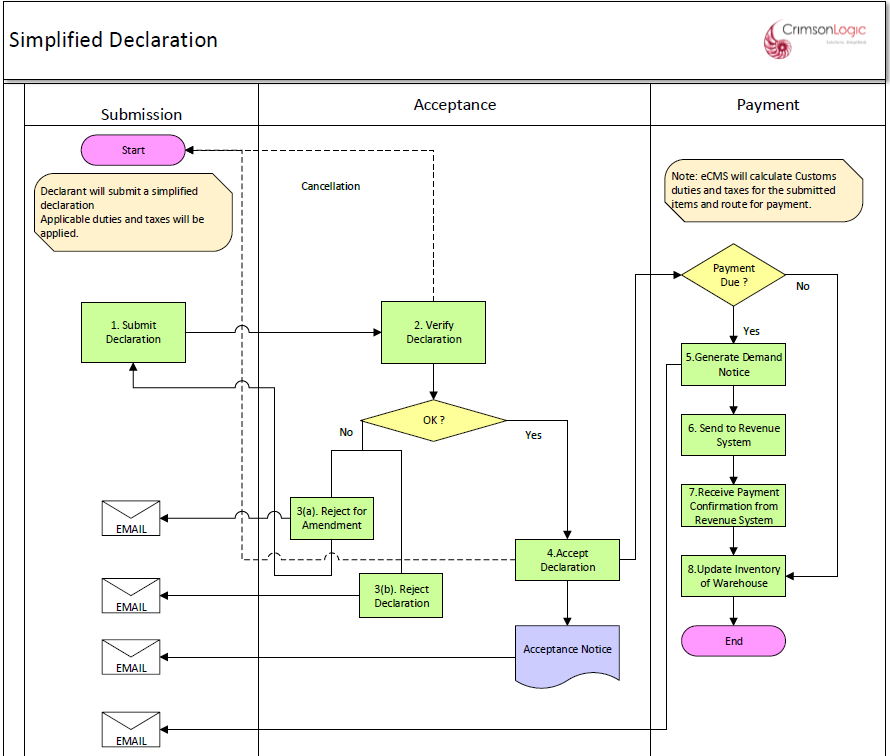 Simplified Declaration
CrimsonLogic
Submission
Acceptance
Payment
Start
Declarant will submit a simplified
declaration
Applicable duties and taxes will be
applied.
Cancellation
Note: eCMS will calculate Customs
duties and taxes for the submitted
items and route for payment.
Payment
Due ?
No
Yes
1. Submit
Declaration
2. Verify
Declaration
OK ?
No
Yes
5.Generate Demand
Notice
6. Send to Revenue
System
7.Receive Payment
Confirmation from
Revenue System
3(a). Reject for
Amendment
EMAIL
4.Accept
Declaration
8.Update Inventory
of Warehouse
3(b). Reject
Declaration
EMAIL
Acceptance Notice
End
EMAIL
EMAIL